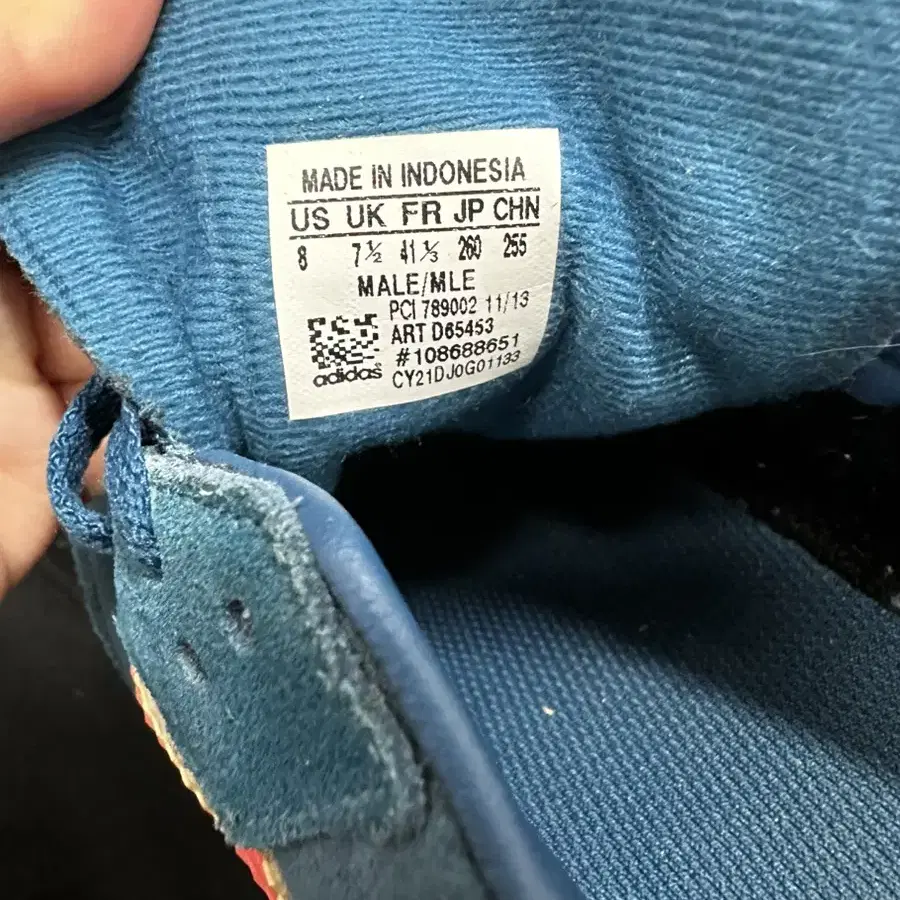 MADE IN INDONESIA
US UK FR JP CHN
8 7½ 41⅓ 260 255
MALE/MLE
PCI 789002 11/13
ART D65453
#108688651
adidas CY21DJ0G01133